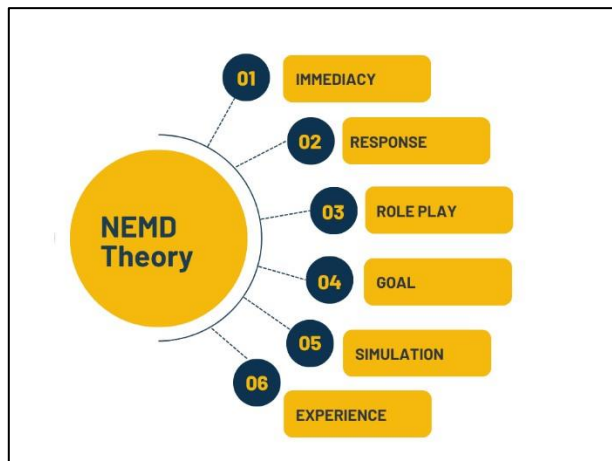 NEMD
Theory
01
IMMEDIACY
02
RESPONSE
03
ROLE PLAY
04
GOAL
05
SIMULATION
06
EXPERIENCE